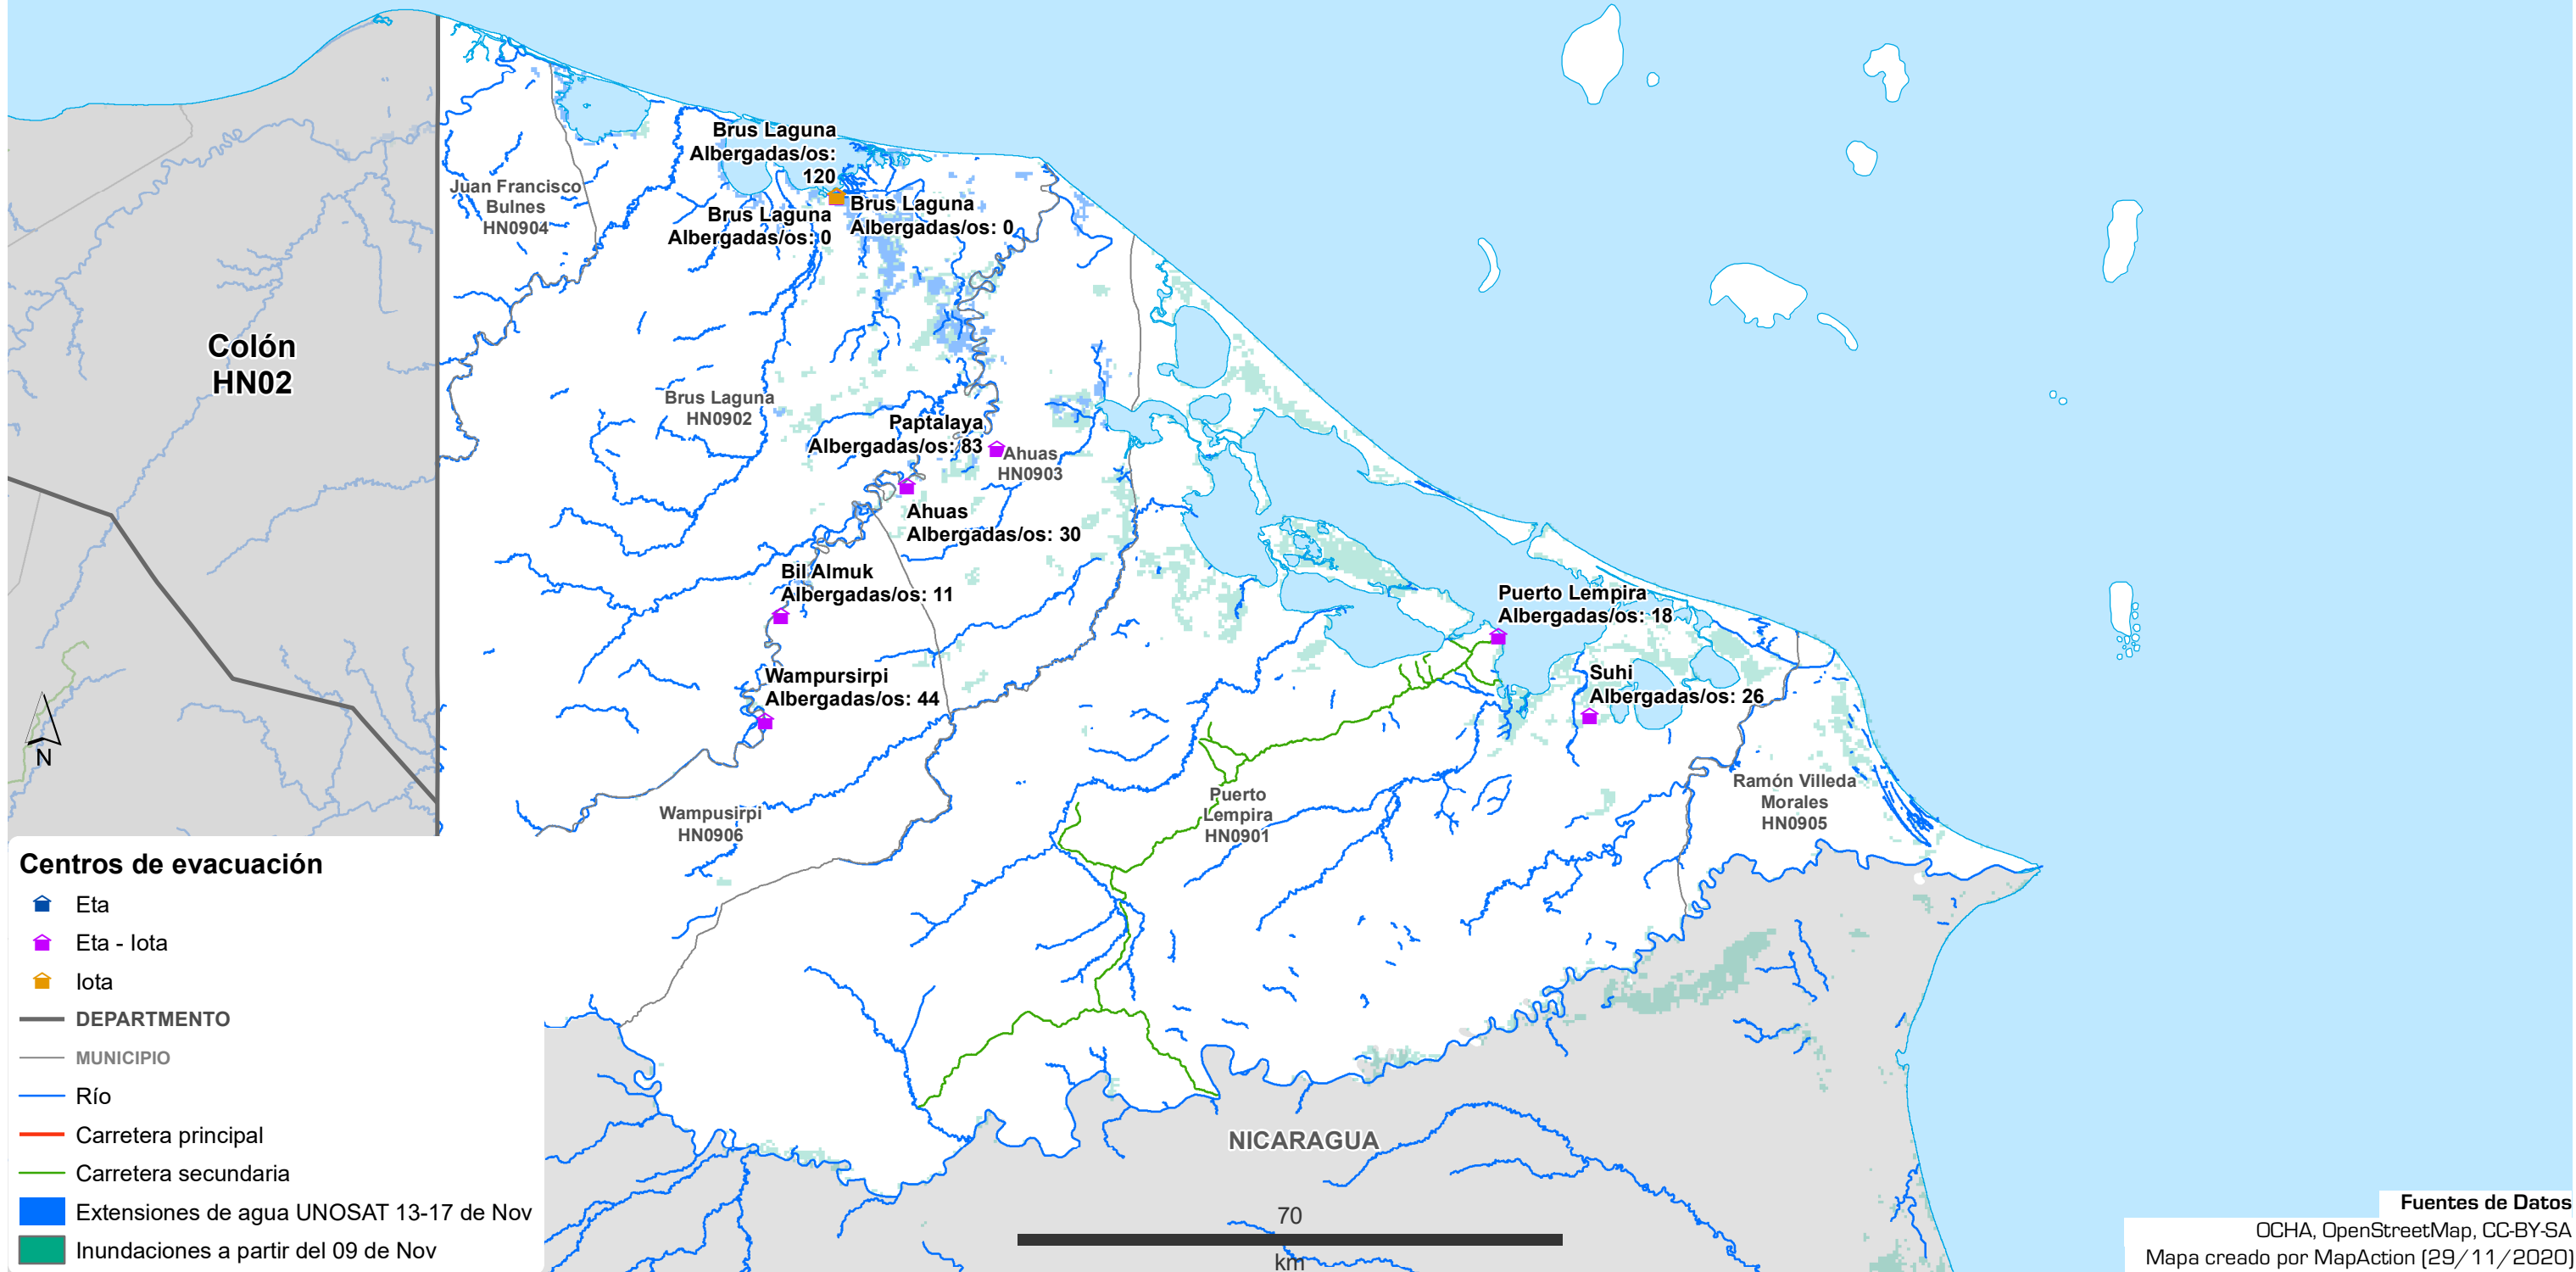 Brus Laguna
Albergadas/os:
120
Juan Francisco
Bulnes
HN0904
Brus Laguna
Albergadas/os: 0
Brus Laguna
Albergadas/os: 0
Colón
HN02
Brus Laguna
HN0902
Paptalaya
Albergadas/os: 83
Ahuas
HN0903
Ahuas
Albergadas/os: 30
Bil Almuk
Albergadas/os: 11
Puerto Lempira
Albergadas/os: 18
Wampursirpi
Albergadas/os: 44
Suhi
Albergadas/os: 26
N
Wampusirpi
HN0906
Puerto
Lempira
HN0901
Ramón Villeda
Morales
HN0905
Centros de evacuación
Eta
Eta - Iota
Iota
DEPARTMENTO
MUNICIPIO
Río
Carretera principal
Carretera secundaria
Extensiones de agua UNOSAT 13-17 de Nov
Inundaciones a partir del 09 de Nov
NICARAGUA
70
km
Fuentes de Datos
OCHA, OpenStreetMap, CC-BY-SA
Mapa creado por MapAction (29/11/2020)